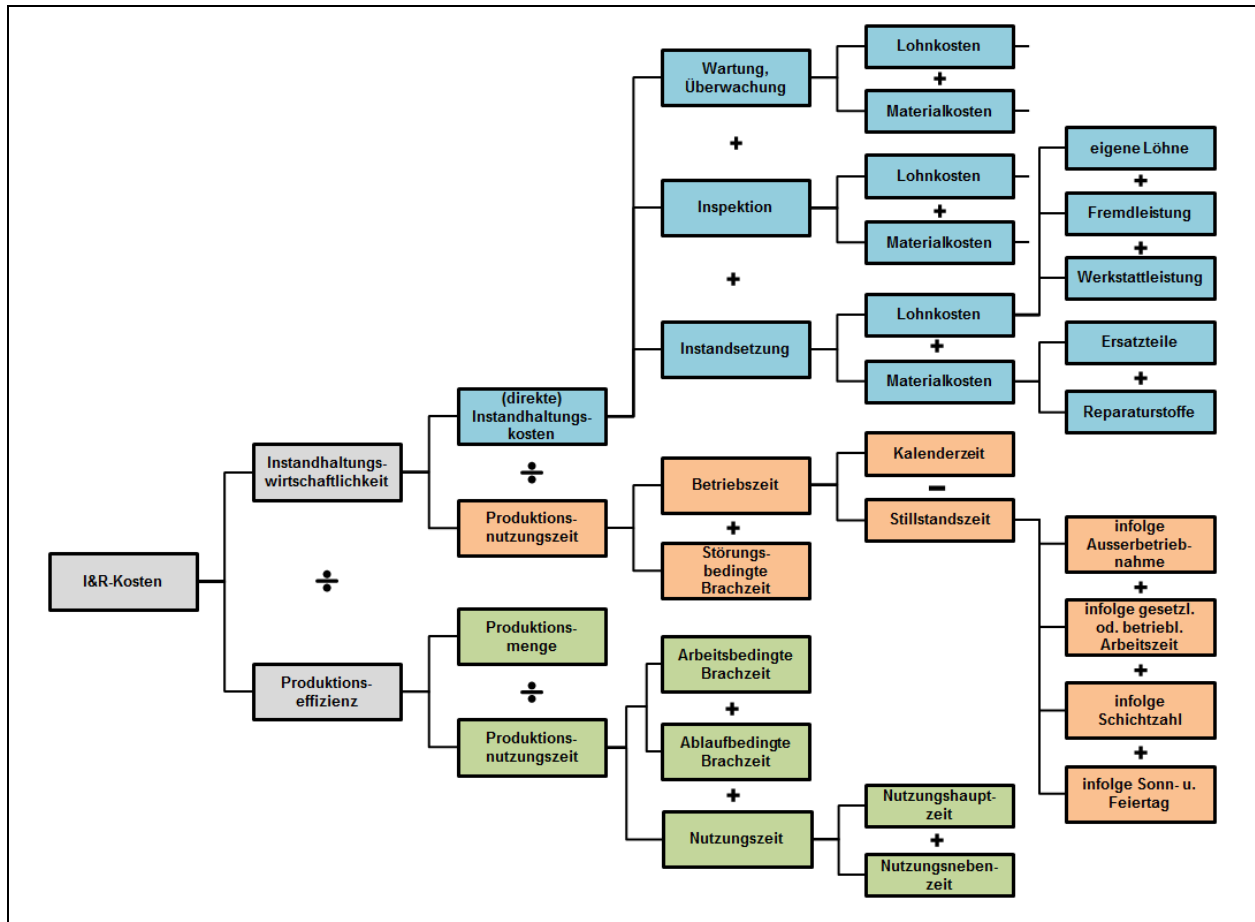 Wartung,
Überwachung
Lohnkosten
+
Materialkosten
+
Inspektion
Lohnkosten
+
Materialkosten
+
Instandsetzung
Lohnkosten
+
Materialkosten
eigene Löhne
+
Fremdleistung
+
Werkstattleistung
Ersatzteile
+
Reparaturstoffe
(direkte)
Instandhaltungs-
kosten
÷
Instandhaltungs-
wirtschaftlichkeit
Produktions-
nutzungszeit
Betriebszeit
+
Störungs-
bedingte
Brachzeit
Kalenderzeit
−
Stillstandszeit
infolge
Ausserbetrieb-
nahme
+
infolge gesetzl.
od. betriebl.
Arbeitszeit
+
infolge
Schichtzahl
+
infolge Sonn- u.
Feiertag
I&R-Kosten
÷
Produktions-
effizienz
Produktions-
menge
÷
Produktions-
nutzungszeit
Arbeitsbedingte
Brachzeit
+
Ablaufbedingte
Brachzeit
+
Nutzungszeit
Nutzungshaupt-
zeit
+
Nutzungsneben-
zeit